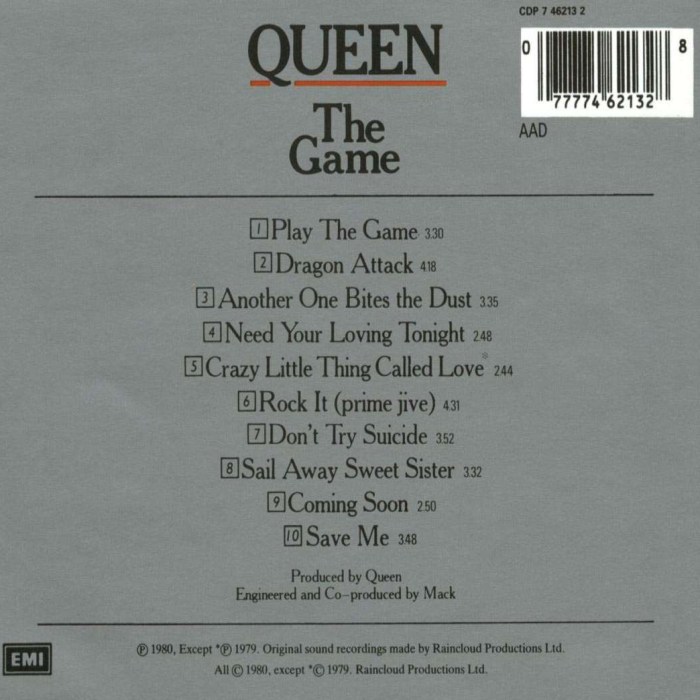 CDP 7 46213 2
QUEEN
0 77774 62132 8
The
Game
AAD
1 Play The Game 3.30
2 Dragon Attack 4.18
3 Another One Bites the Dust 3.35
4 Need Your Loving Tonight 2.48
5 Crazy Little Thing Called Love* 2.44
6 Rock It (prime jive) 4.31
7 Don't Try Suicide 3.52
8 Sail Away Sweet Sister 3.32
9 Coming Soon 2.50
10 Save Me 3.48
Produced by Queen
Engineered and Co-produced by Mack
℗ 1980, Except *℗ 1979. Original sound recordings made by Raincloud Productions Ltd.
EMI
All © 1980, except *© 1979. Raincloud Productions Ltd.